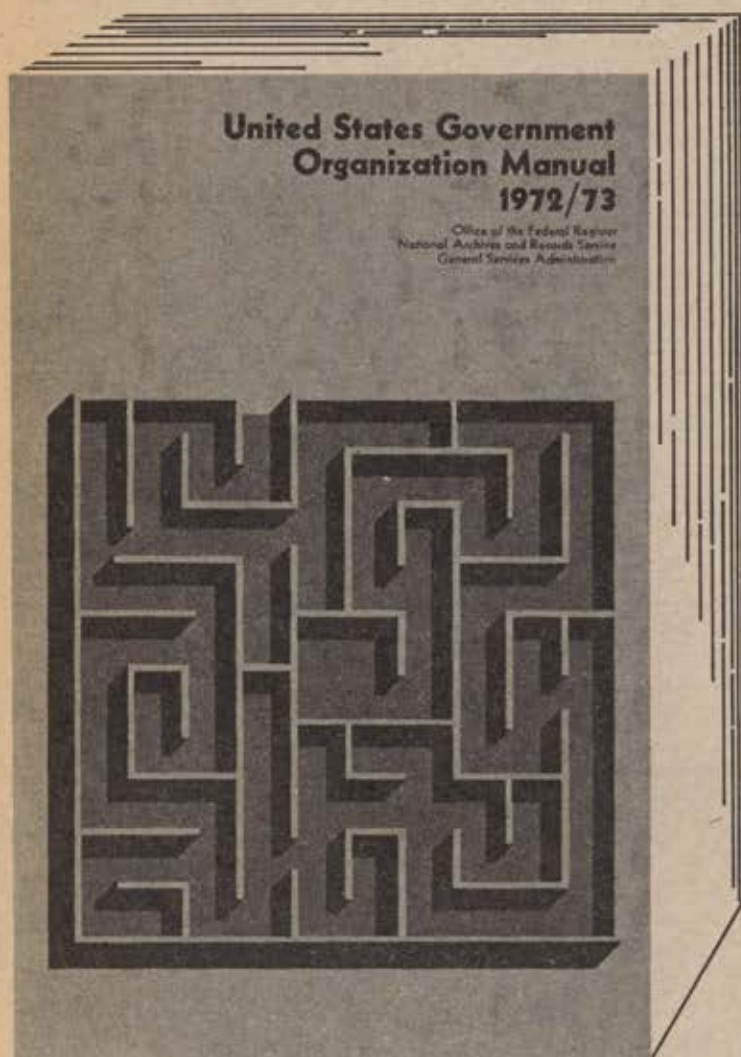 United States Government
Organization Manual
1972/73
Office of the Federal Register
National Archives and Records Service
General Services Administration